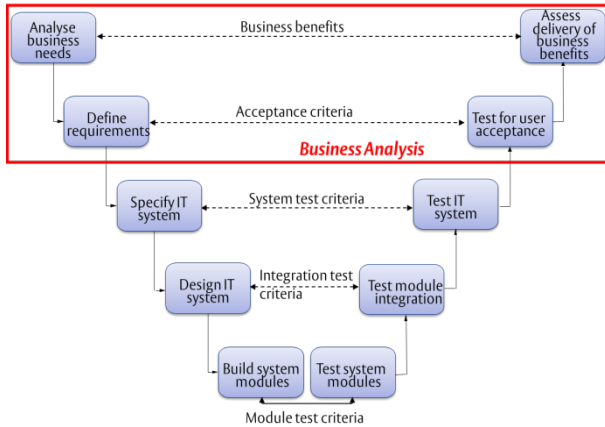 Analyse
business
needs
Business benefits
Assess
delivery of
business
benefits
Define
requirements
Acceptance criteria
Test for user
acceptance
Business Analysis
Specify IT
system
System test criteria
Test IT
system
Design IT
system
Integration test
criteria
Test module
integration
Build system
modules
Test system
modules
Module test criteria